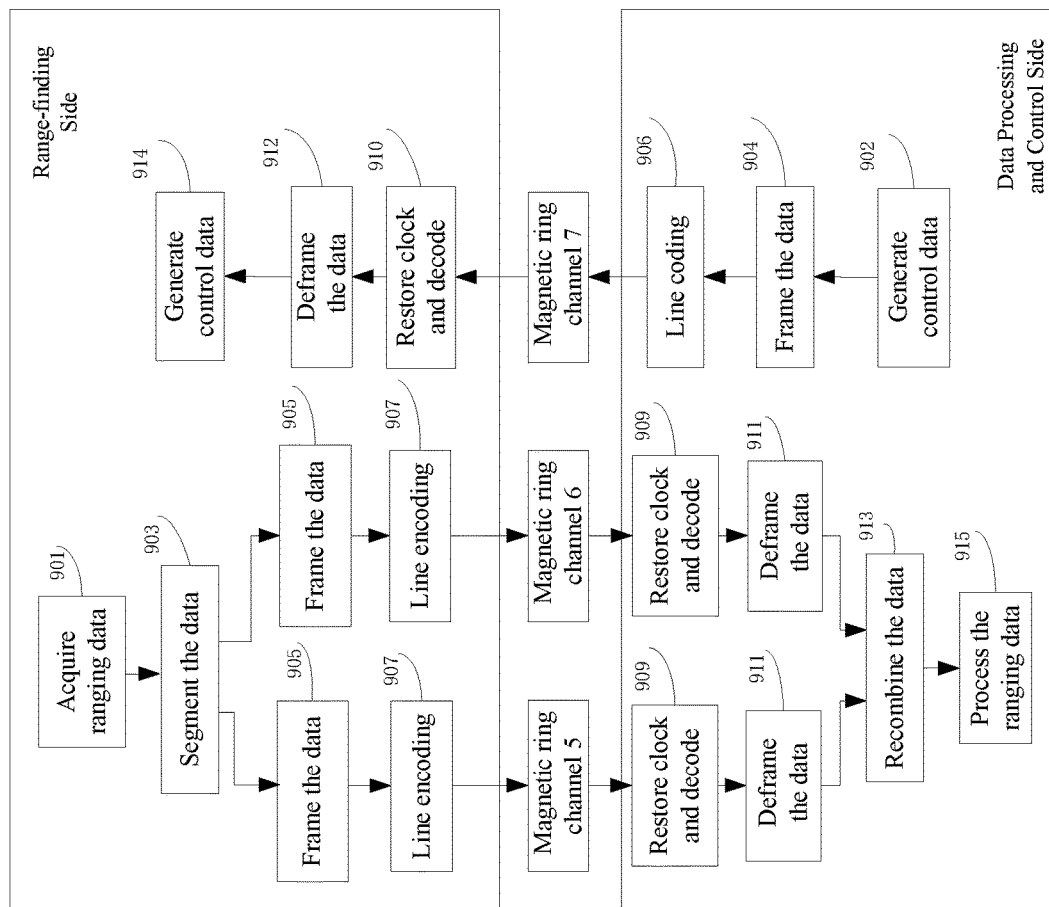 Range-finding
Side
901
Acquire
ranging data
903
Segment the data
905
Frame the data
905
Frame the data
907
Line encoding
907
Line encoding
Magnetic ring
channel 5
Magnetic ring
channel 6
909
Restore clock
and decode
909
Restore clock
and decode
911
Deframe
the data
911
Deframe
the data
913
Recombine the data
915
Process the
ranging data
914
Generate
control data
912
Deframe
the data
910
Restore clock
and decode
Magnetic ring
channel 7
906
Line coding
904
Frame the data
902
Generate
control data
Data Processing
and Control Side